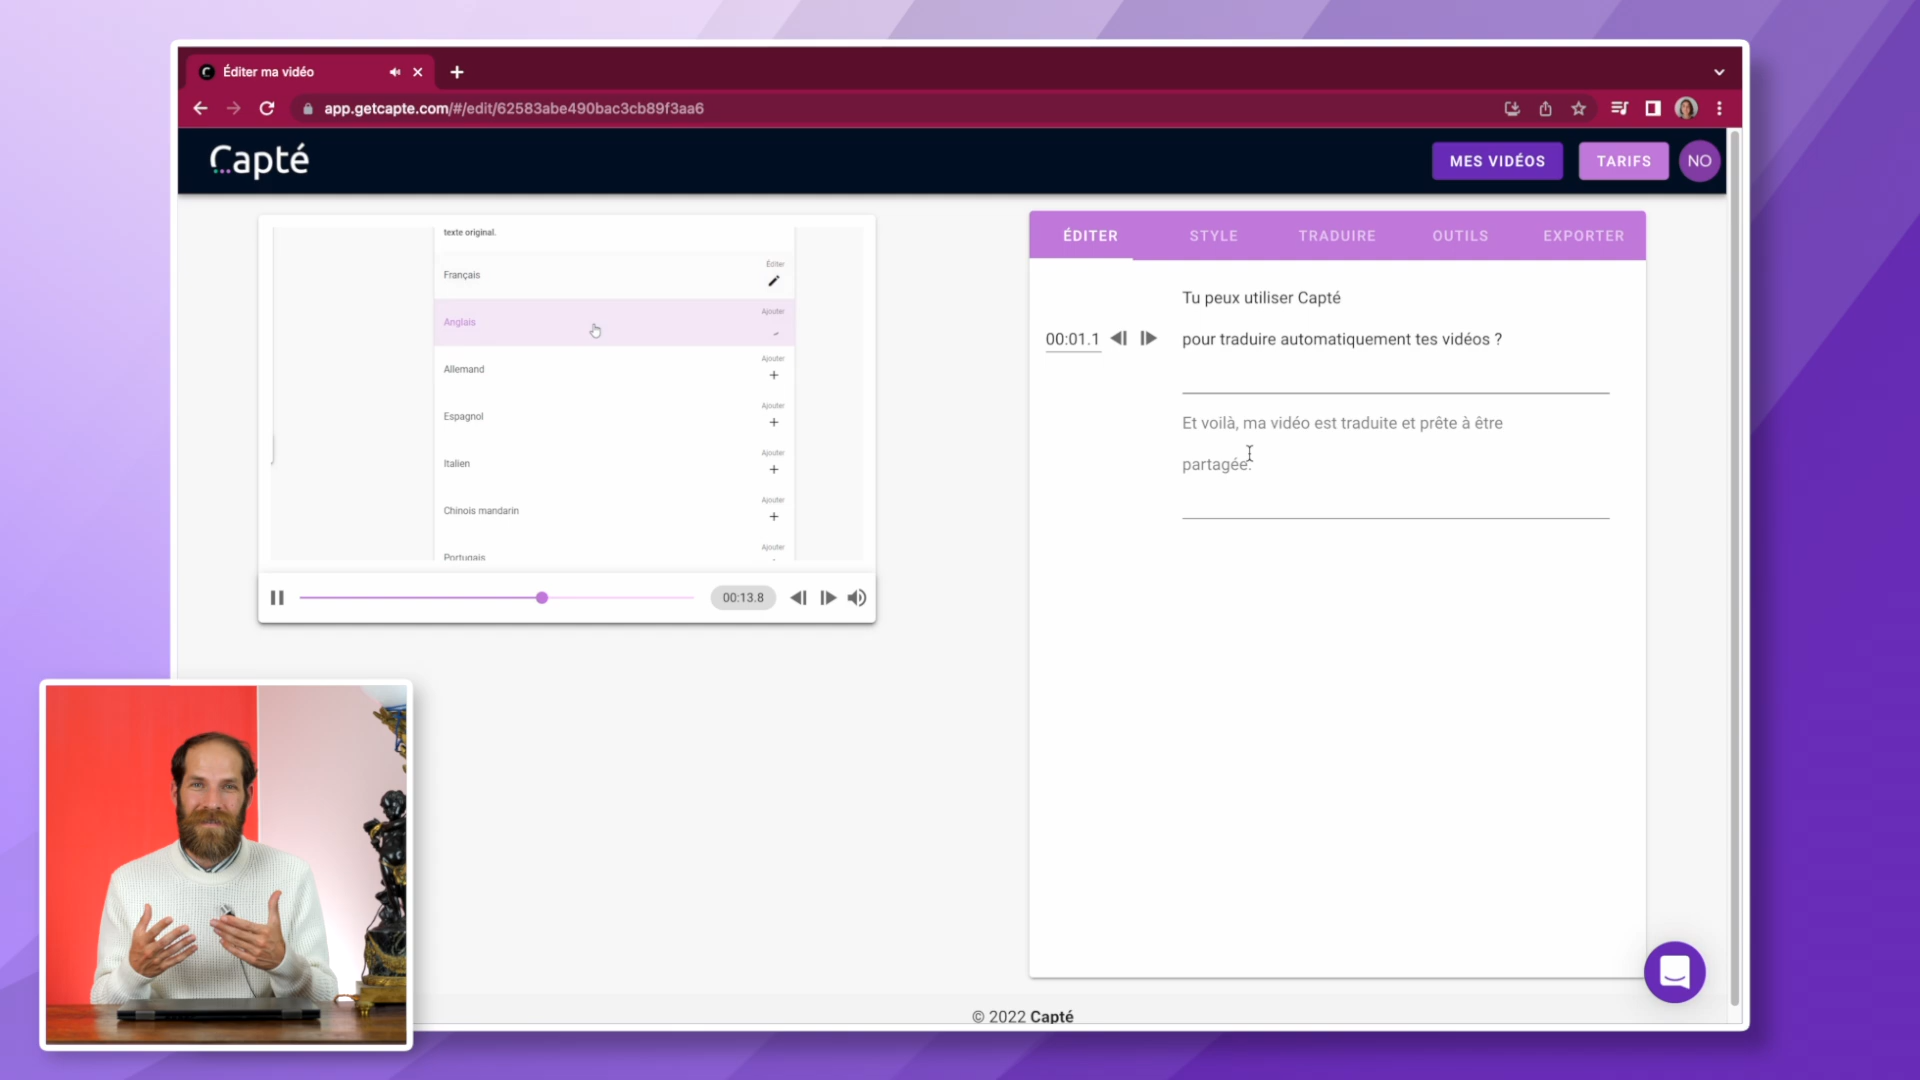 Éditer ma vidéo
app.getcapte.com/#/edit/62583abe490bac3cb89f3aa6
Capté
MES VIDÉOS
TARIFS
NO
texte original.
Français
Éditer
Anglais
Ajouter
Allemand
Ajouter
Espagnol
Ajouter
Italien
Ajouter
Chinois mandarin
Ajouter
Portugais
Ajouter
00:13.8
ÉDITER
STYLE
TRADUIRE
OUTILS
EXPORTER
Tu peux utiliser Capté
00:01.1
pour traduire automatiquement tes vidéos ?
Et voilà, ma vidéo est traduite et prête à être
partagée.
© 2022 Capté